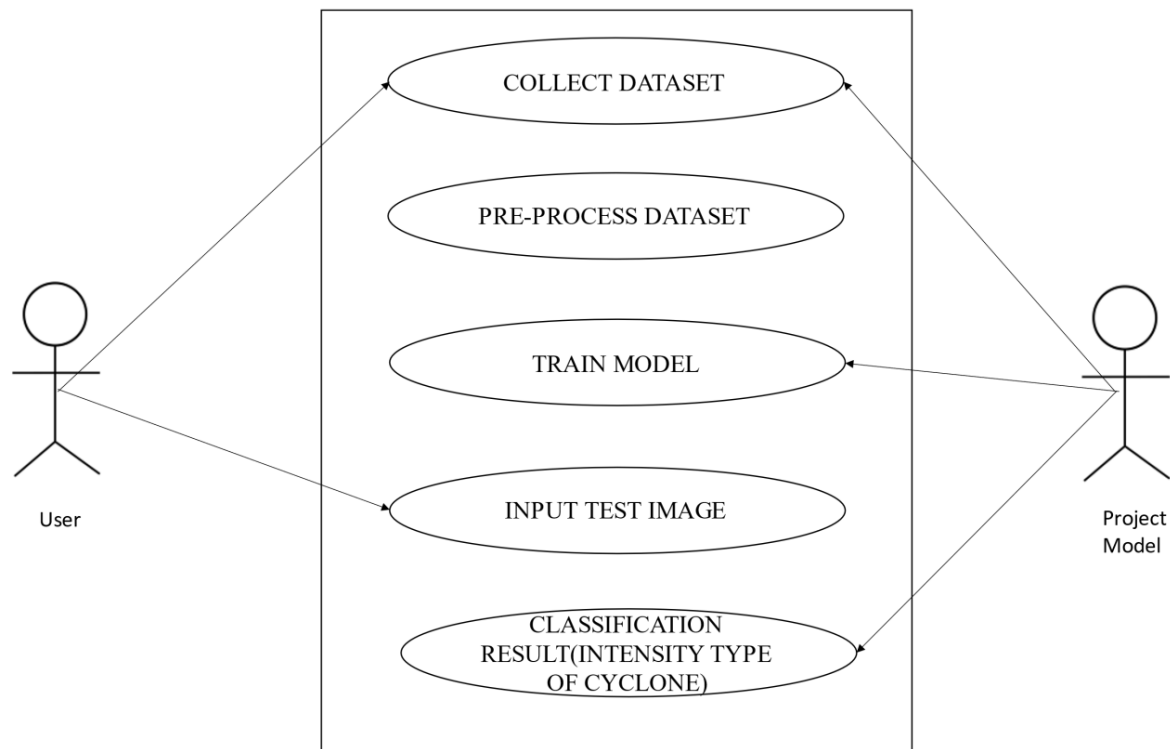 COLLECT DATASET
PRE-PROCESS DATASET
TRAIN MODEL
INPUT TEST IMAGE
CLASSIFICATION
RESULT(INTENSITY TYPE
OF CYCLONE)
User
Project
Model